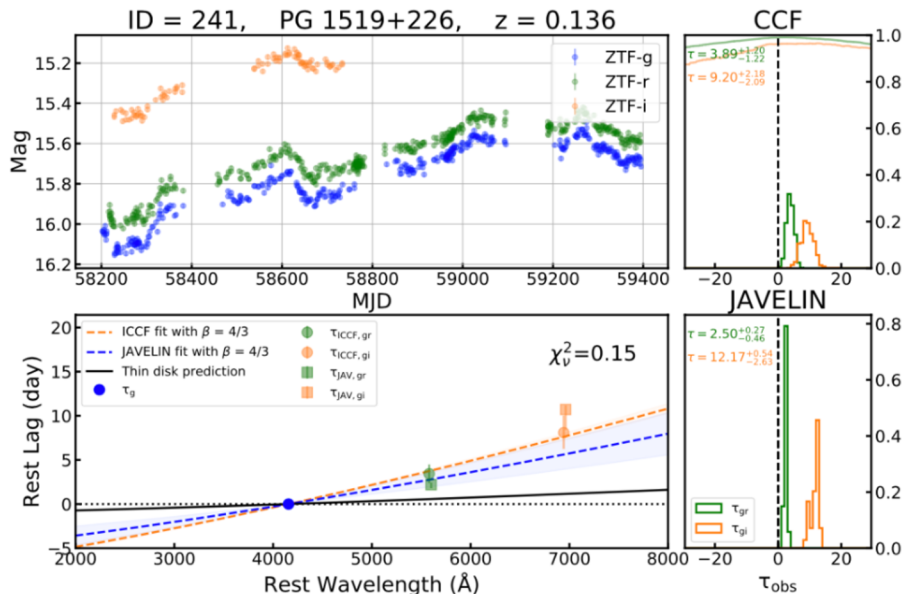 ID = 241, PG 1519+226, z = 0.136
CCF
15.2
15.4
15.6
15.8
16.0
16.2
Mag
ZTF-g
ZTF-r
ZTF-i
58200 58400 58600 58800 59000 59200 59400
MJD
τ = 3.89+1.20−1.22
τ = 9.20+2.18−2.09
1.0
0.8
0.6
0.4
0.2
0.0
−20 0 20
JAVELIN
20
15
10
5
0
−5
Rest Lag (day)
ICCF fit with β = 4/3
JAVELIN fit with β = 4/3
Thin disk prediction
τg
τICCF, gr
τICCF, gi
τJAV, gr
τJAV, gi
χ²ν=0.15
2000 3000 4000 5000 6000 7000 8000
Rest Wavelength (Å)
τ = 2.50+0.27−0.46
τ = 12.17+0.54−2.63
0.8
0.6
0.4
0.2
0.0
τgr
τgi
−20 0 20
τobs